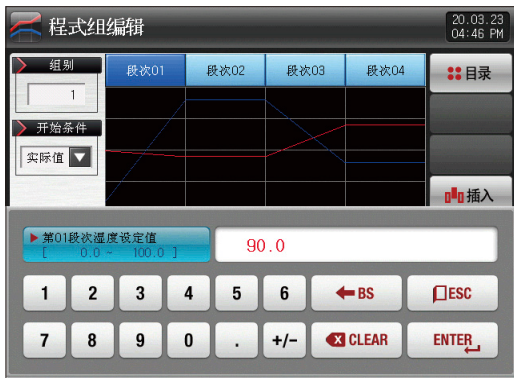 程式组编辑
20.03.23
04:46 PM
组别
段次01 段次02 段次03 段次04
目录
1
开始条件
实际值
插入
第01段次湿度设定值
[ 0.0 ~ 100.0 ]
90.0
1 2 3 4 5 6 BS ESC
7 8 9 0 . +/- CLEAR ENTER